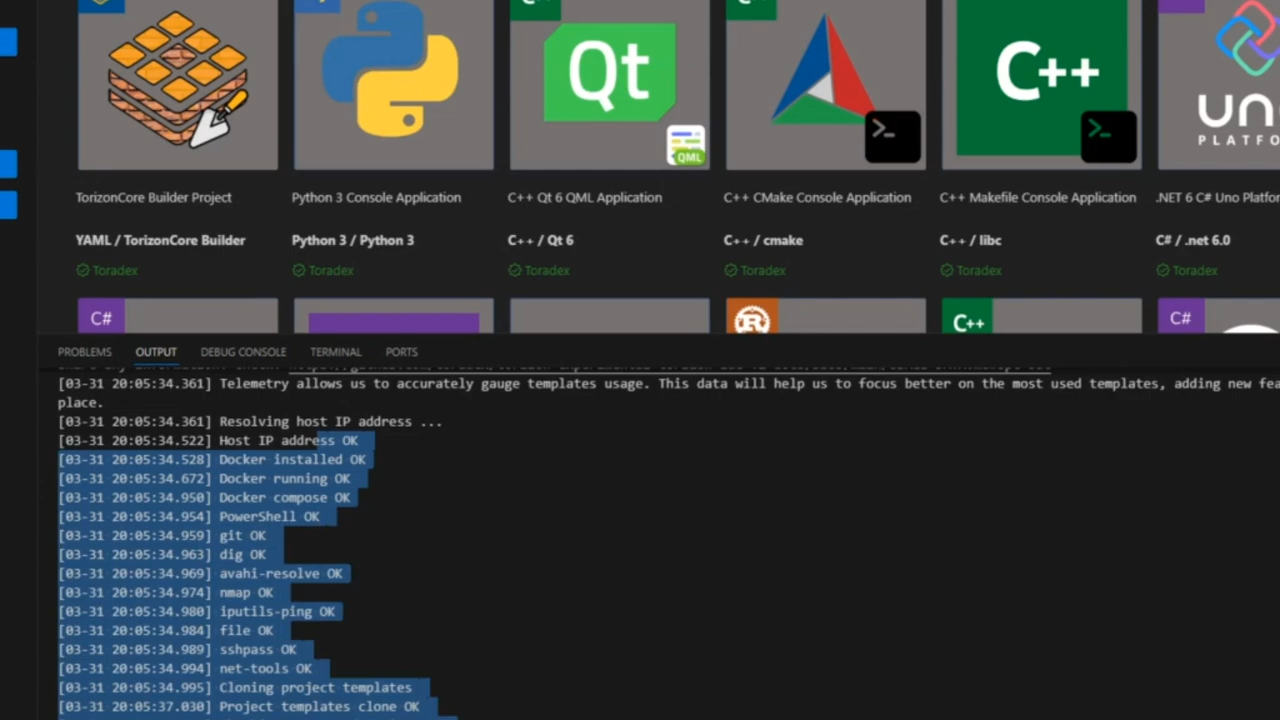 Qt
QML
C++
UN
PLATFO
TorizonCore Builder Project
Python 3 Console Application
C++ Qt 6 QML Application
C++ CMake Console Application
C++ Makefile Console Application
.NET 6 C# Uno Platfor
YAML / TorizonCore Builder
Python 3 / Python 3
C++ / Qt 6
C++ / cmake
C++ / libc
C# / .net 6.0
Toradex
Toradex
Toradex
Toradex
Toradex
Toradex
C#
C++
C#
PROBLEMS
OUTPUT
DEBUG CONSOLE
TERMINAL
PORTS
[03-31 20:05:34.361] Telemetry allows us to accurately gauge templates usage. This data will help us to focus better on the most used templates, adding new fea
place.
[03-31 20:05:34.361] Resolving host IP address ...
[03-31 20:05:34.522] Host IP address OK
[03-31 20:05:34.528] Docker installed OK
[03-31 20:05:34.672] Docker running OK
[03-31 20:05:34.950] Docker compose OK
[03-31 20:05:34.954] PowerShell OK
[03-31 20:05:34.959] git OK
[03-31 20:05:34.963] dig OK
[03-31 20:05:34.969] avahi-resolve OK
[03-31 20:05:34.974] nmap OK
[03-31 20:05:34.980] iputils-ping OK
[03-31 20:05:34.984] file OK
[03-31 20:05:34.989] sshpass OK
[03-31 20:05:34.994] net-tools OK
[03-31 20:05:34.995] Cloning project templates
[03-31 20:05:37.030] Project templates clone OK